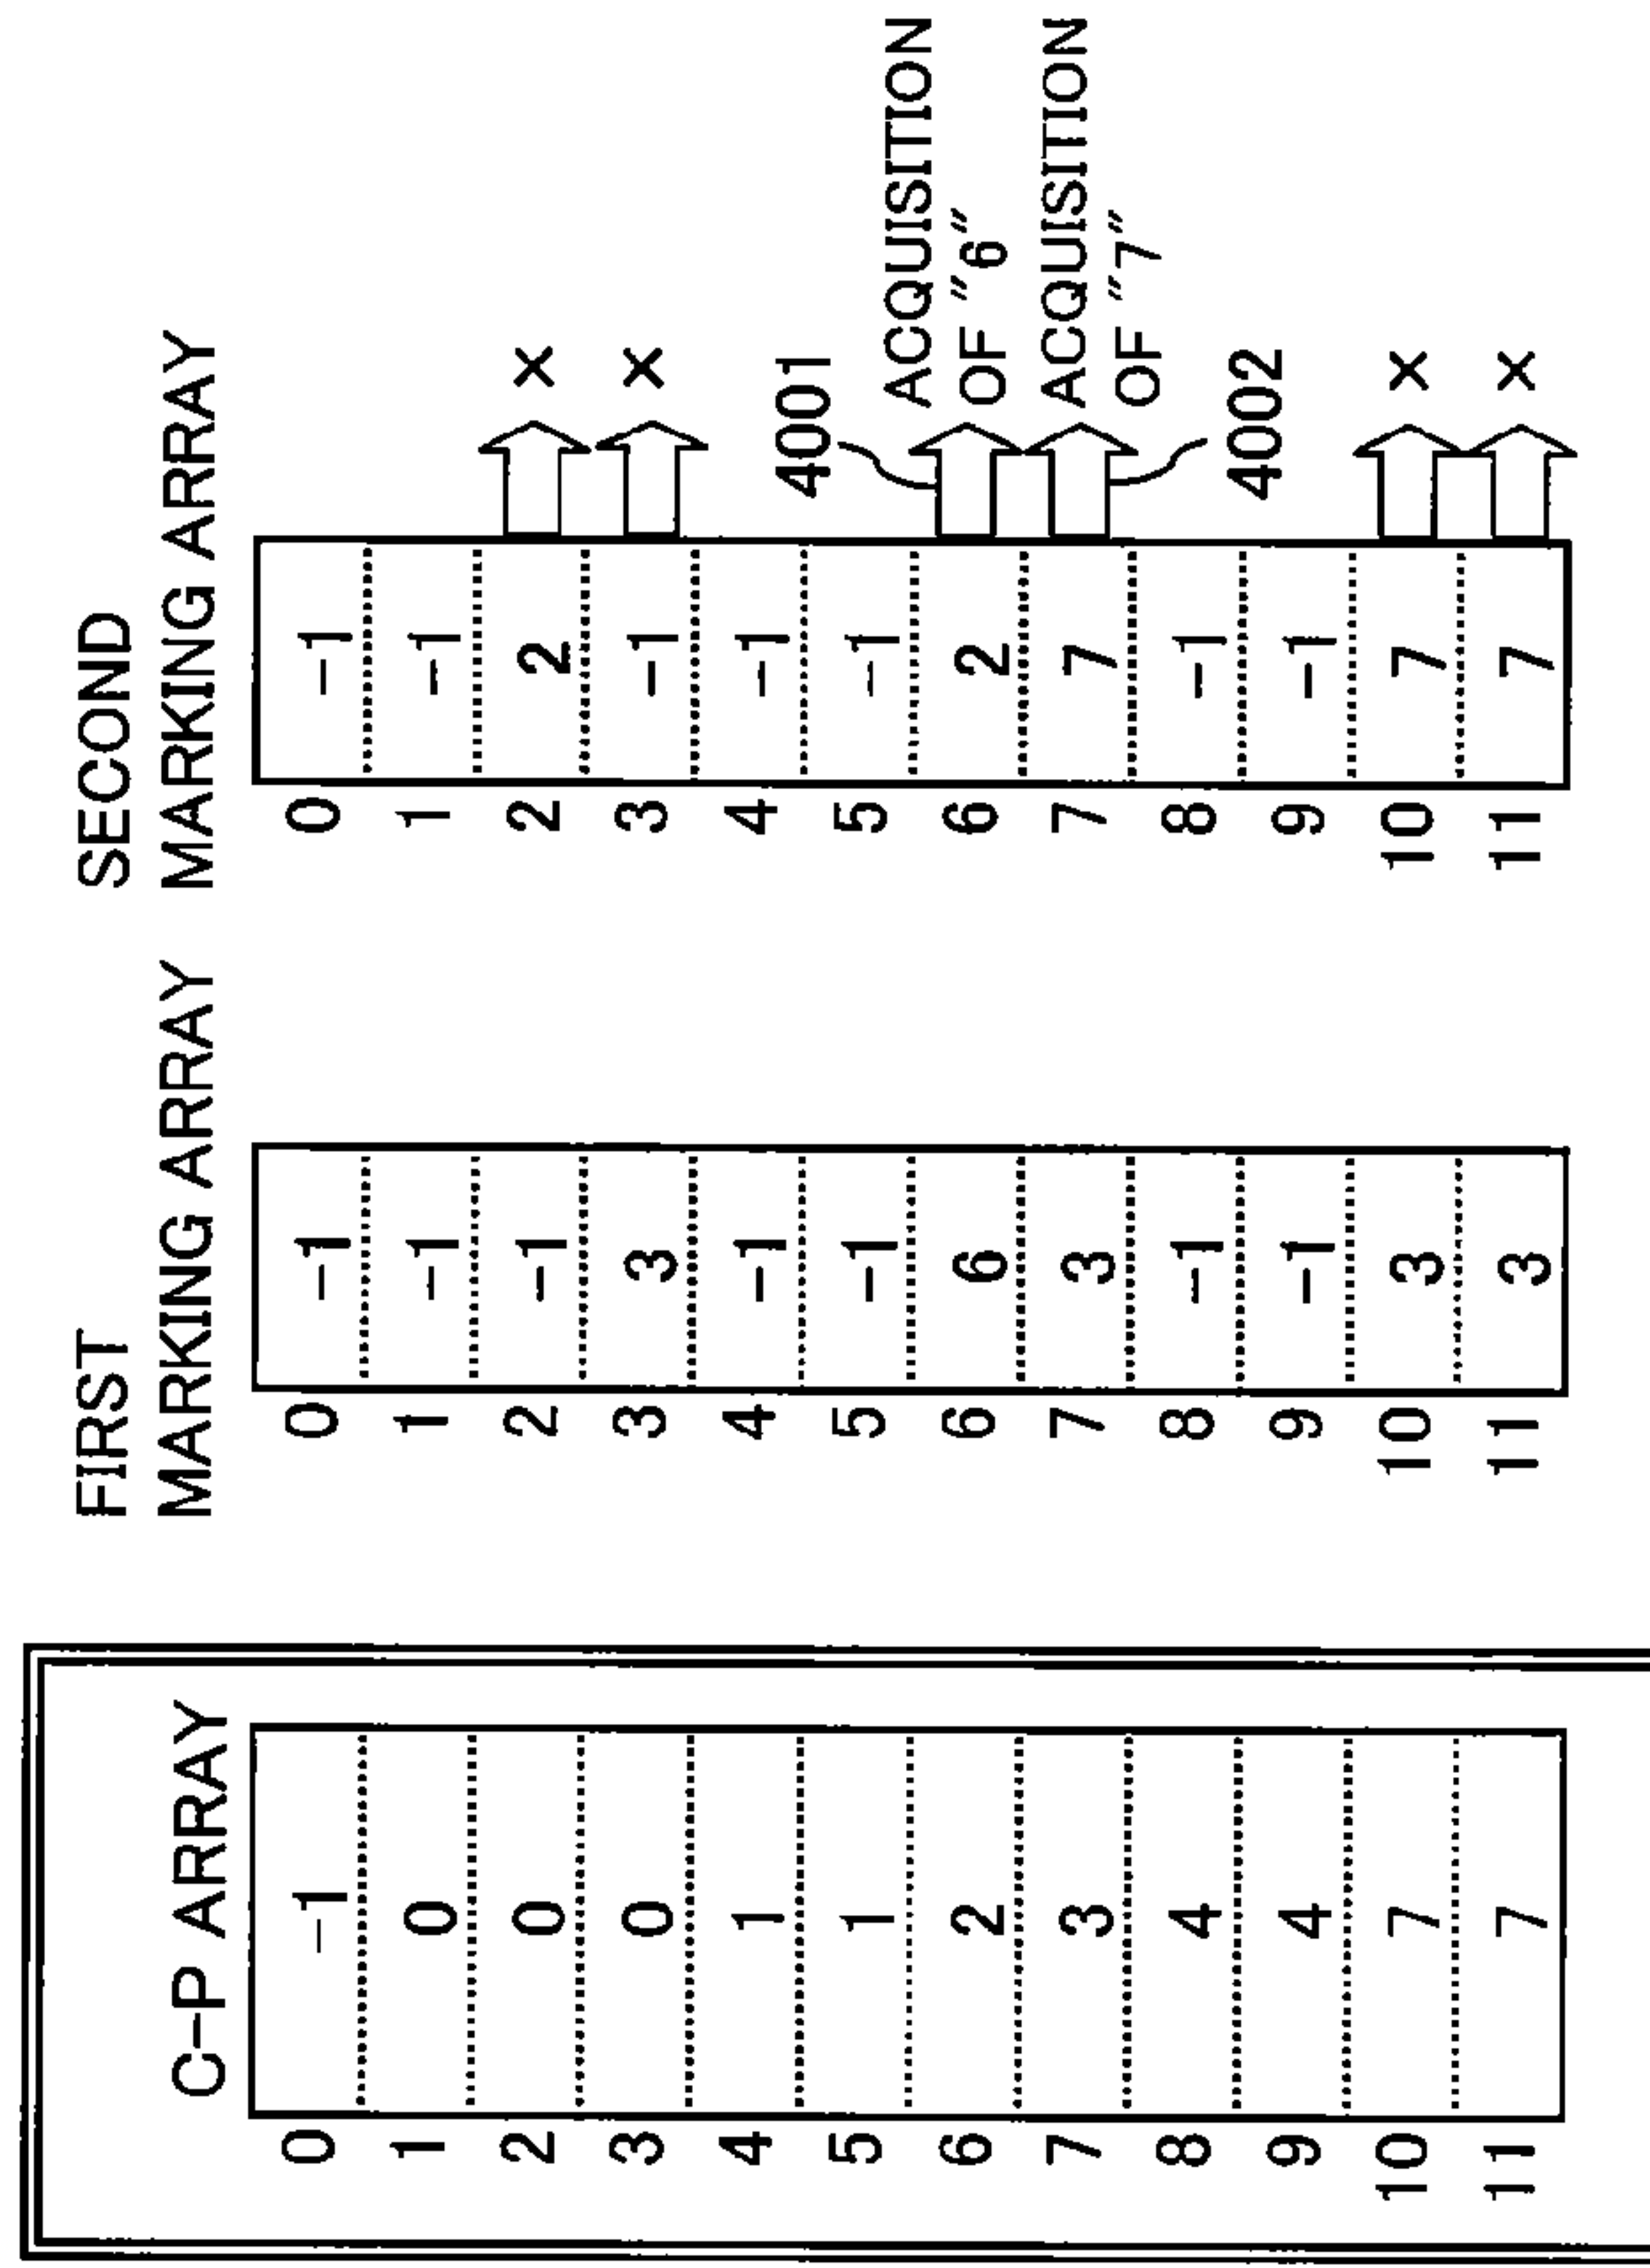 C-P ARRAY
0 -1
1 0
2 0
3 0
4 1
5 1
6 2
7 3
8 4
9 4
10 7
11 7
FIRST
MARKING ARRAY
0 -1
1 -1
2 -1
3 3
4 -1
5 -1
6 6
7 3
8 -1
9 -1
10 3
11 3
SECOND
MARKING ARRAY
0 -1
1 -1
2 2 ×
3 -1 ×
4 -1
4001
5 -1
ACQUISITION
6 2 OF "6"
ACQUISITION
7 7 OF "7"
4002
8 -1
9 -1
10 7 ×
11 7 ×